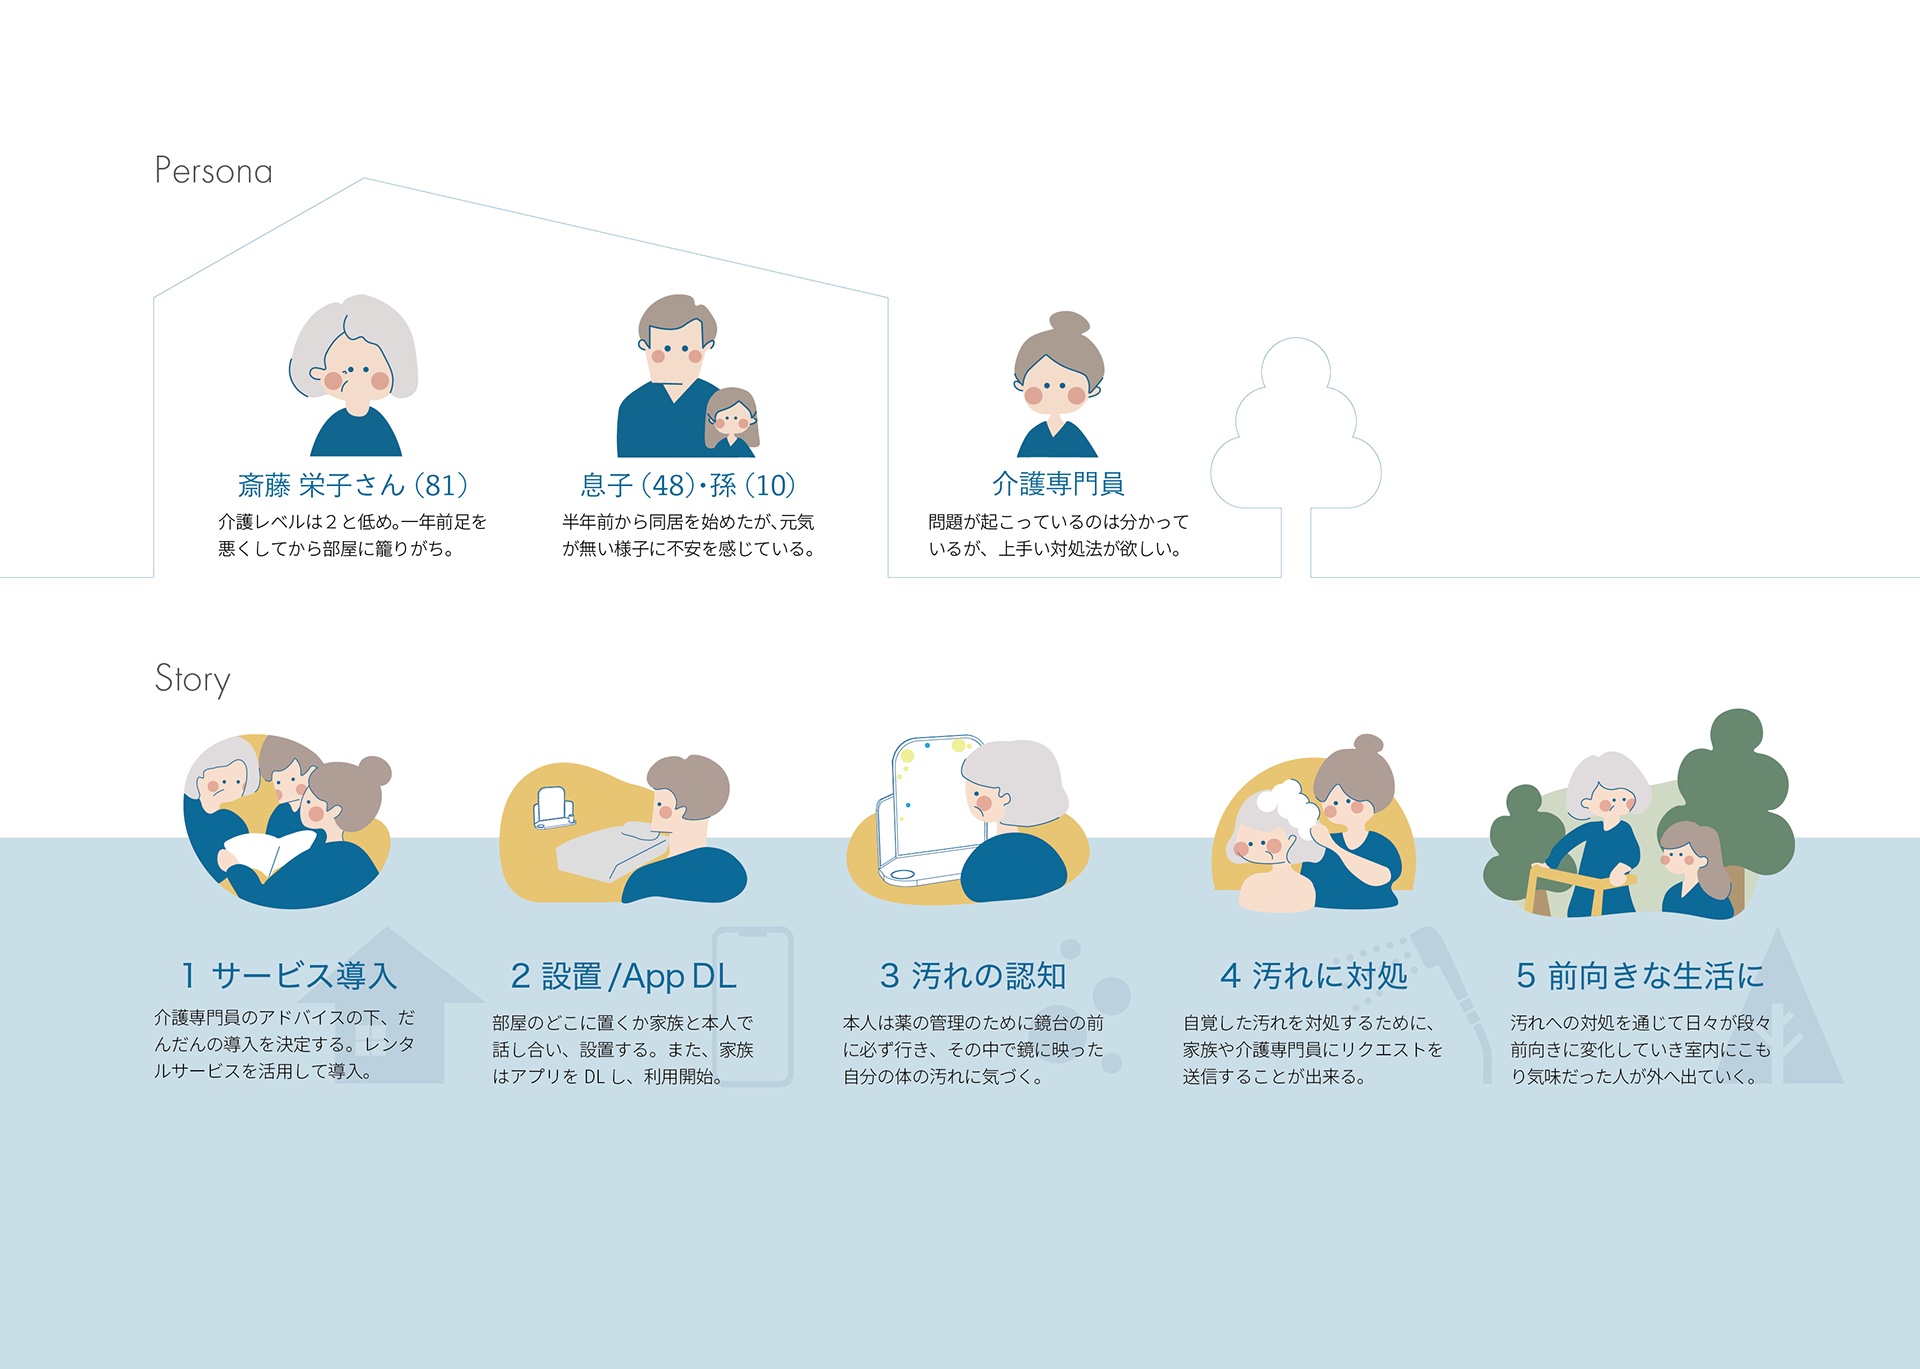 Persona
斎藤 栄子さん（81）
介護レベルは２と低め。一年前足を
悪くしてから部屋に籠りがち。
息子（48）・孫（10）
半年前から同居を始めたが、元気
が無い様子に不安を感じている。
介護専門員
問題が起こっているのは分かって
いるが、上手い対処法が欲しい。
Story
1 サービス導入
介護専門員のアドバイスの下、だ
んだんの導入を決定する。レンタ
ルサービスを活用して導入。
2 設置 /App DL
部屋のどこに置くか家族と本人で
話し合い、設置する。また、家族
はアプリを DL し、利用開始。
3 汚れの認知
本人は薬の管理のために鏡台の前
に必ず行き、その中で鏡に映った
自分の体の汚れに気づく。
4 汚れに対処
自覚した汚れを対処するために、
家族や介護専門員にリクエストを
送信することが出来る。
5 前向きな生活に
汚れへの対処を通じて日々が段々
前向きに変化していき室内にこも
り気味だった人が外へ出ていく。